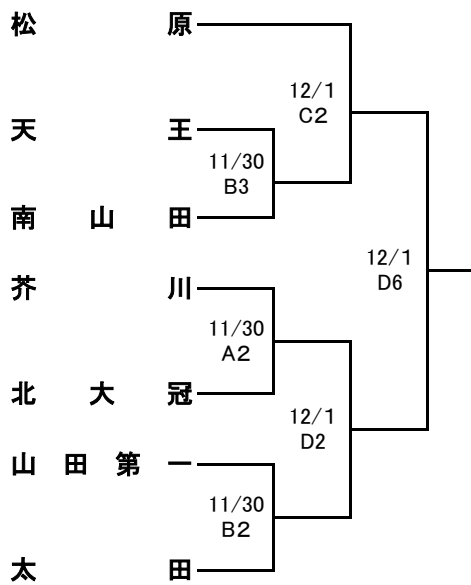 松原
12/1
C2
天王
11/30
B3
南山田
12/1
D6
芥川
11/30
A2
北大冠
12/1
D2
山田第一
11/30
B2
太田